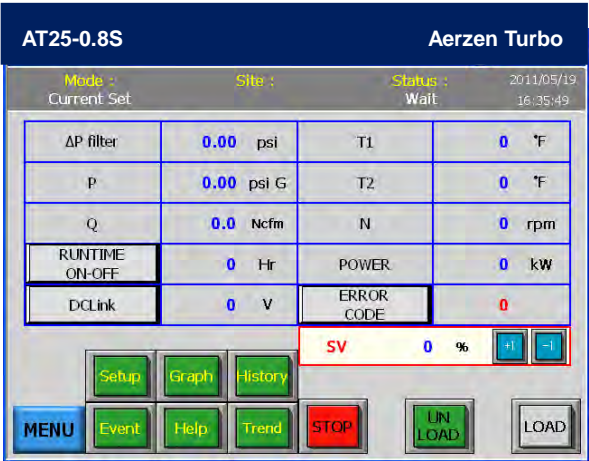 AT25-0.8S Aerzen Turbo
Mode : Site : Status : 2011/05/19
Current Set Wait 16:35:49
ΔP filter 0.00 psi T1 0 °F
P 0.00 psi G T2 0 °F
Q 0.0 Ncfm N 0 rpm
RUNTIME
ON-OFF 0 Hr POWER 0 kW
DCLink 0 V ERROR
CODE 0
SV 0 % +1 -1
Setup Graph History
MENU Event Help Trend STOP UN
LOAD LOAD